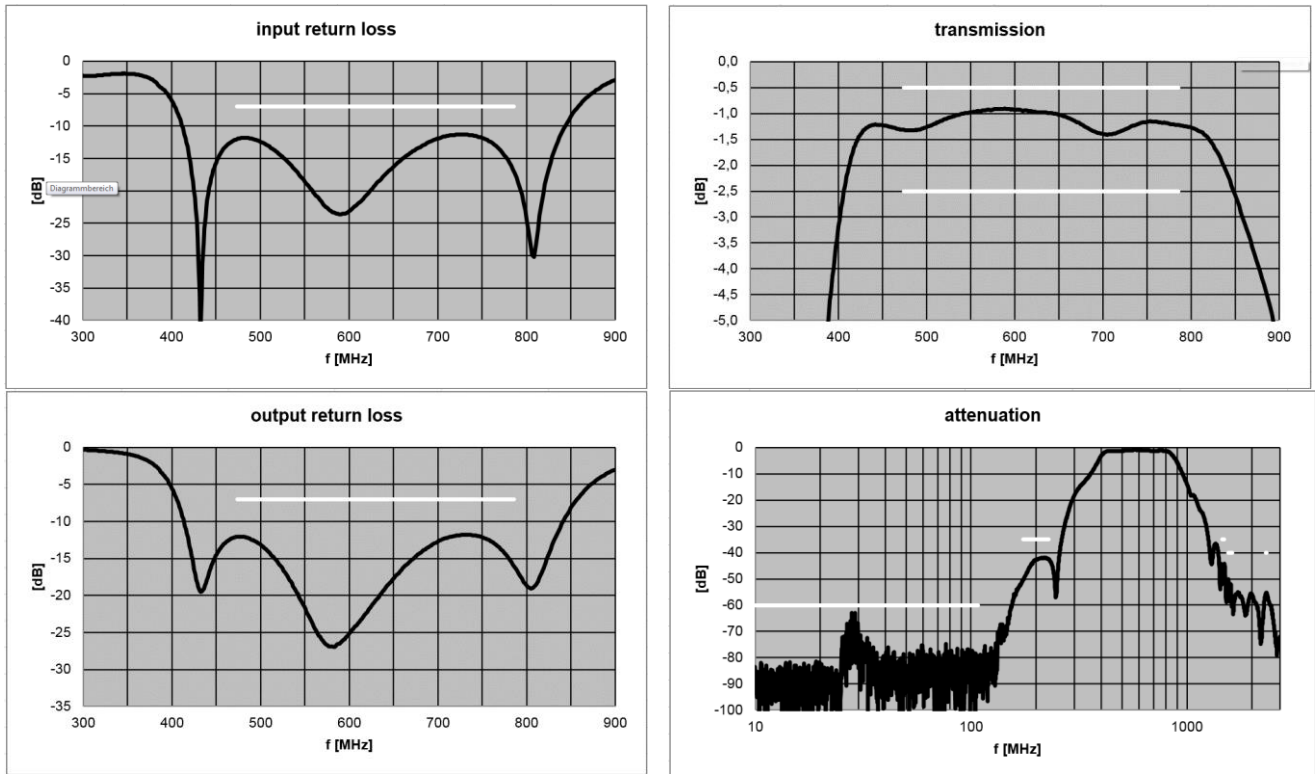 input return loss
0
-5
-10
-15
-20
-25
-30
-35
-40
[dB]
Diagrammbereich
300 400 500 600 700 800 900
f [MHz]
transmission
0,0
-0,5
-1,0
-1,5
-2,0
-2,5
-3,0
-3,5
-4,0
-4,5
-5,0
[dB]
300 400 500 600 700 800 900
f [MHz]
output return loss
0
-5
-10
-15
-20
-25
-30
-35
[dB]
300 400 500 600 700 800 900
f [MHz]
attenuation
0
-10
-20
-30
-40
-50
-60
-70
-80
-90
-100
[dB]
10 100 1000
f [MHz]